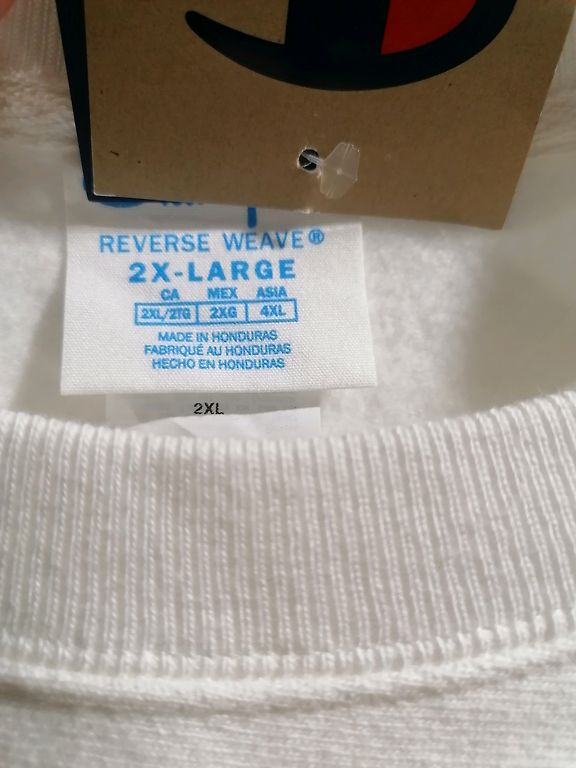 REVERSE WEAVE®
2X-LARGE
CA MEX ASIA
2XL/2TG 2XG 4XL
MADE IN HONDURAS
FABRIQUÉ AU HONDURAS
HECHO EN HONDURAS
2XL